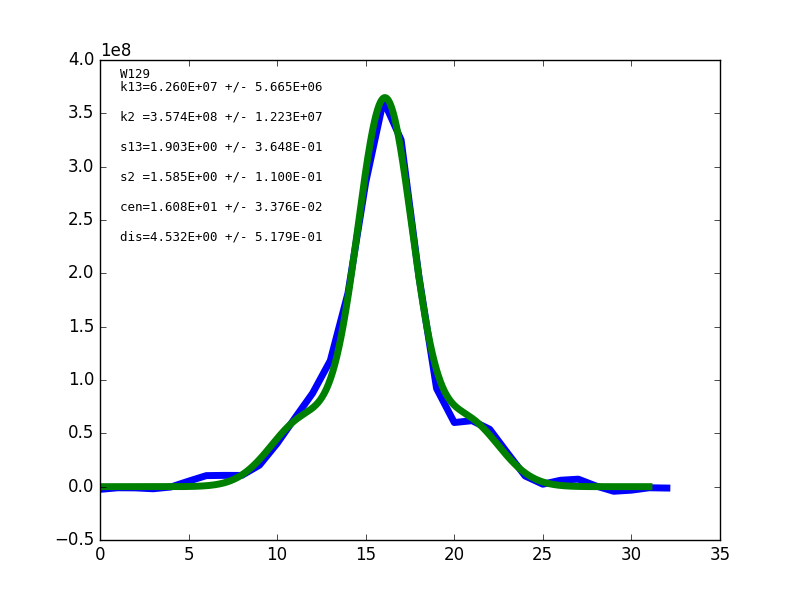 1e8
4.0
W129
k13=6.260E+07 +/- 5.665E+06
3.5
k2 =3.574E+08 +/- 1.223E+07
s13=1.903E+00 +/- 3.648E-01
3.0
s2 =1.585E+00 +/- 1.100E-01
cen=1.608E+01 +/- 3.376E-02
2.5
dis=4.532E+00 +/- 5.179E-01
2.0
1.5
1.0
0.5
0.0
−0.5
0 5 10 15 20 25 30 35